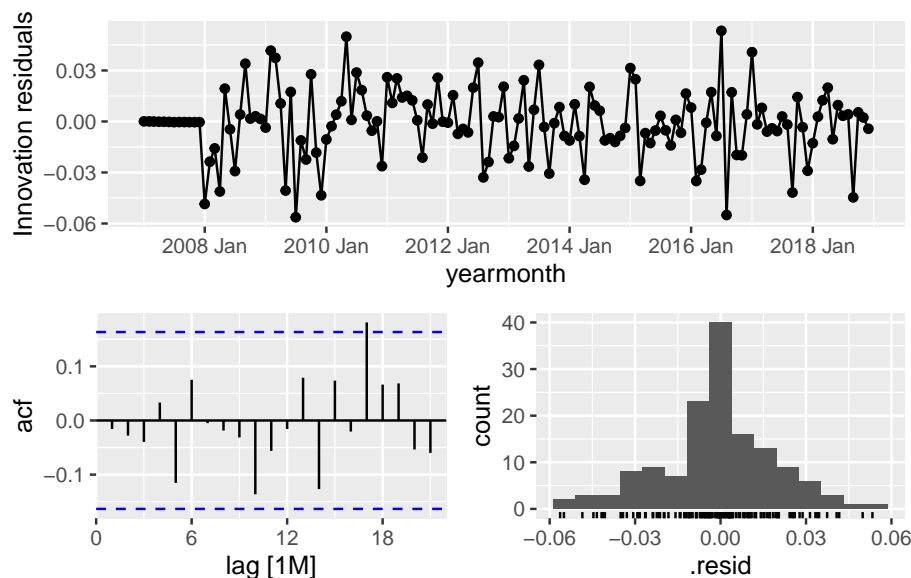 Innovation residuals
0.03
0.00
−0.03
−0.06
2008 Jan 2010 Jan 2012 Jan 2014 Jan 2016 Jan 2018 Jan
yearmonth
acf
0.1
0.0
−0.1
0 6 12 18
lag [1M]
count
40
30
20
10
0
−0.06 −0.03 0.00 0.03 0.06
.resid